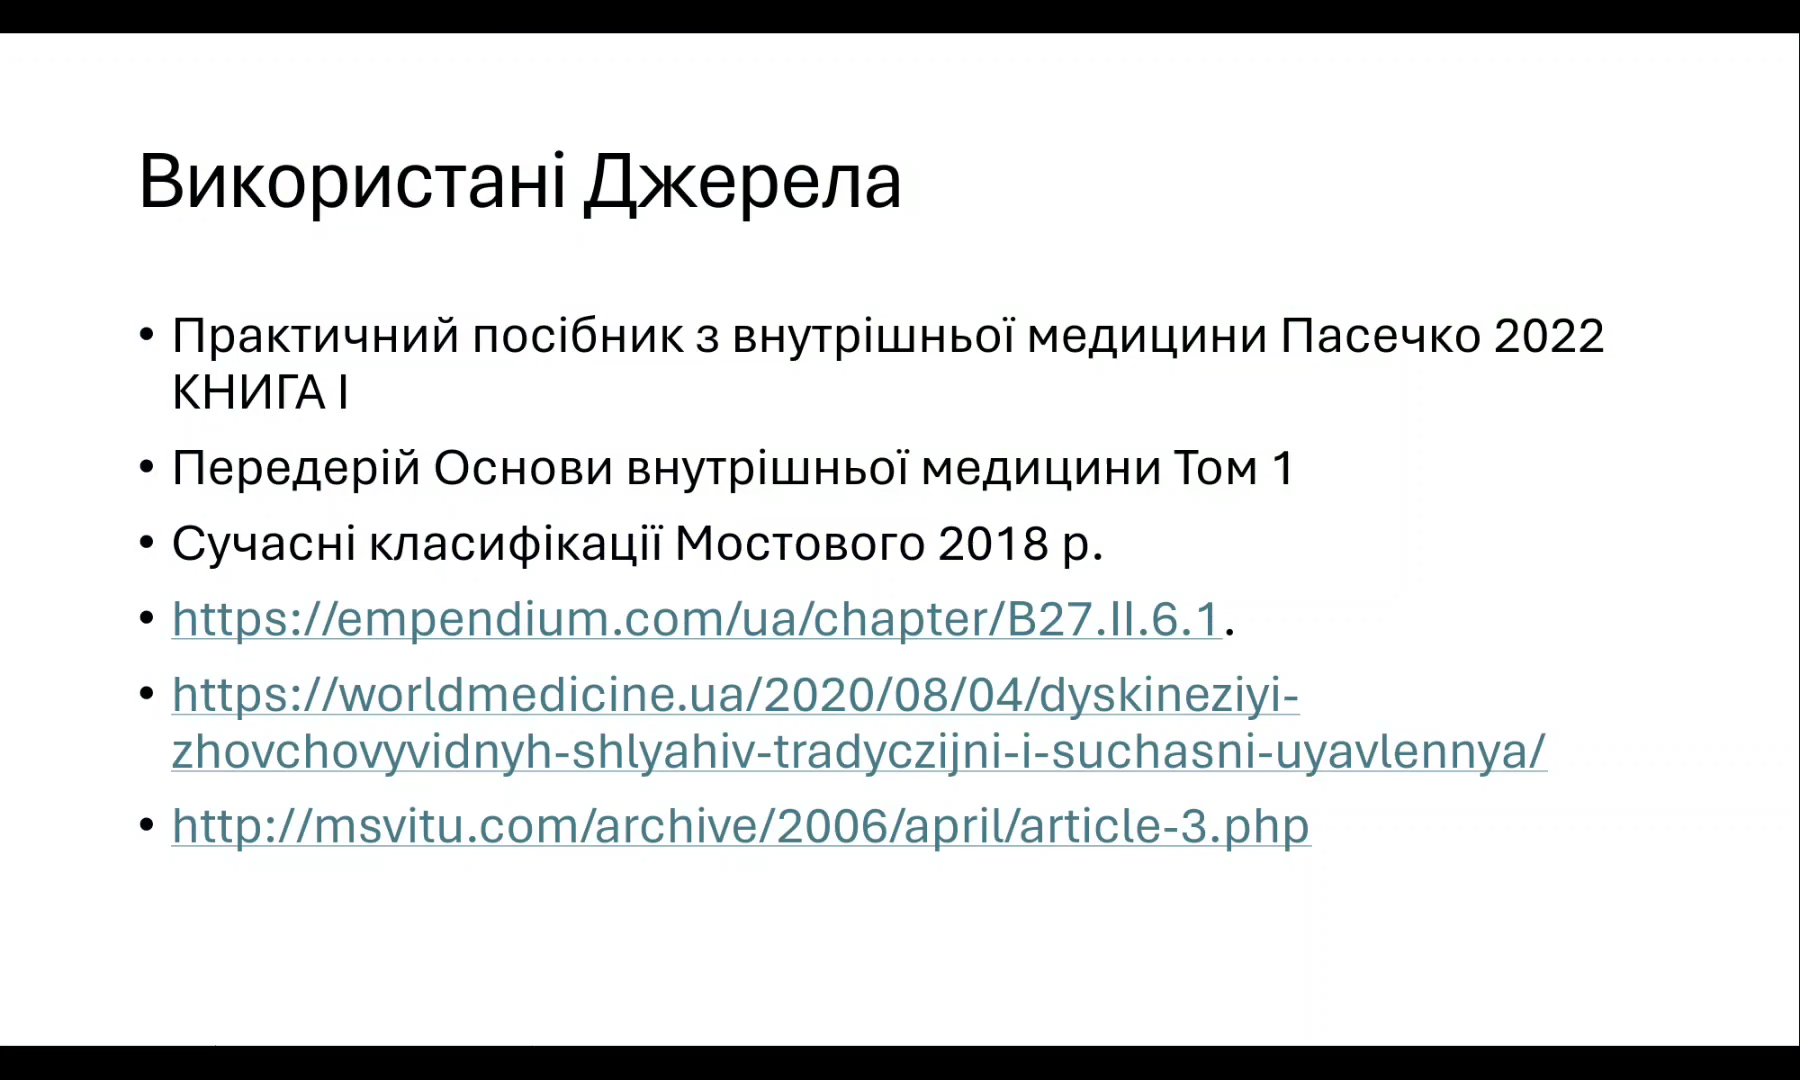 Використані Джерела
• Практичний посібник з внутрішньої медицини Пасечко 2022
КНИГА І
• Передерій Основи внутрішньої медицини Том 1
• Сучасні класифікації Мостового 2018 р.
• https://empendium.com/ua/chapter/B27.II.6.1.
• https://worldmedicine.ua/2020/08/04/dyskineziyi-
zhovchovyvidnyh-shlyahiv-tradyczijni-i-suchasni-uyavlennya/
• http://msvitu.com/archive/2006/april/article-3.php